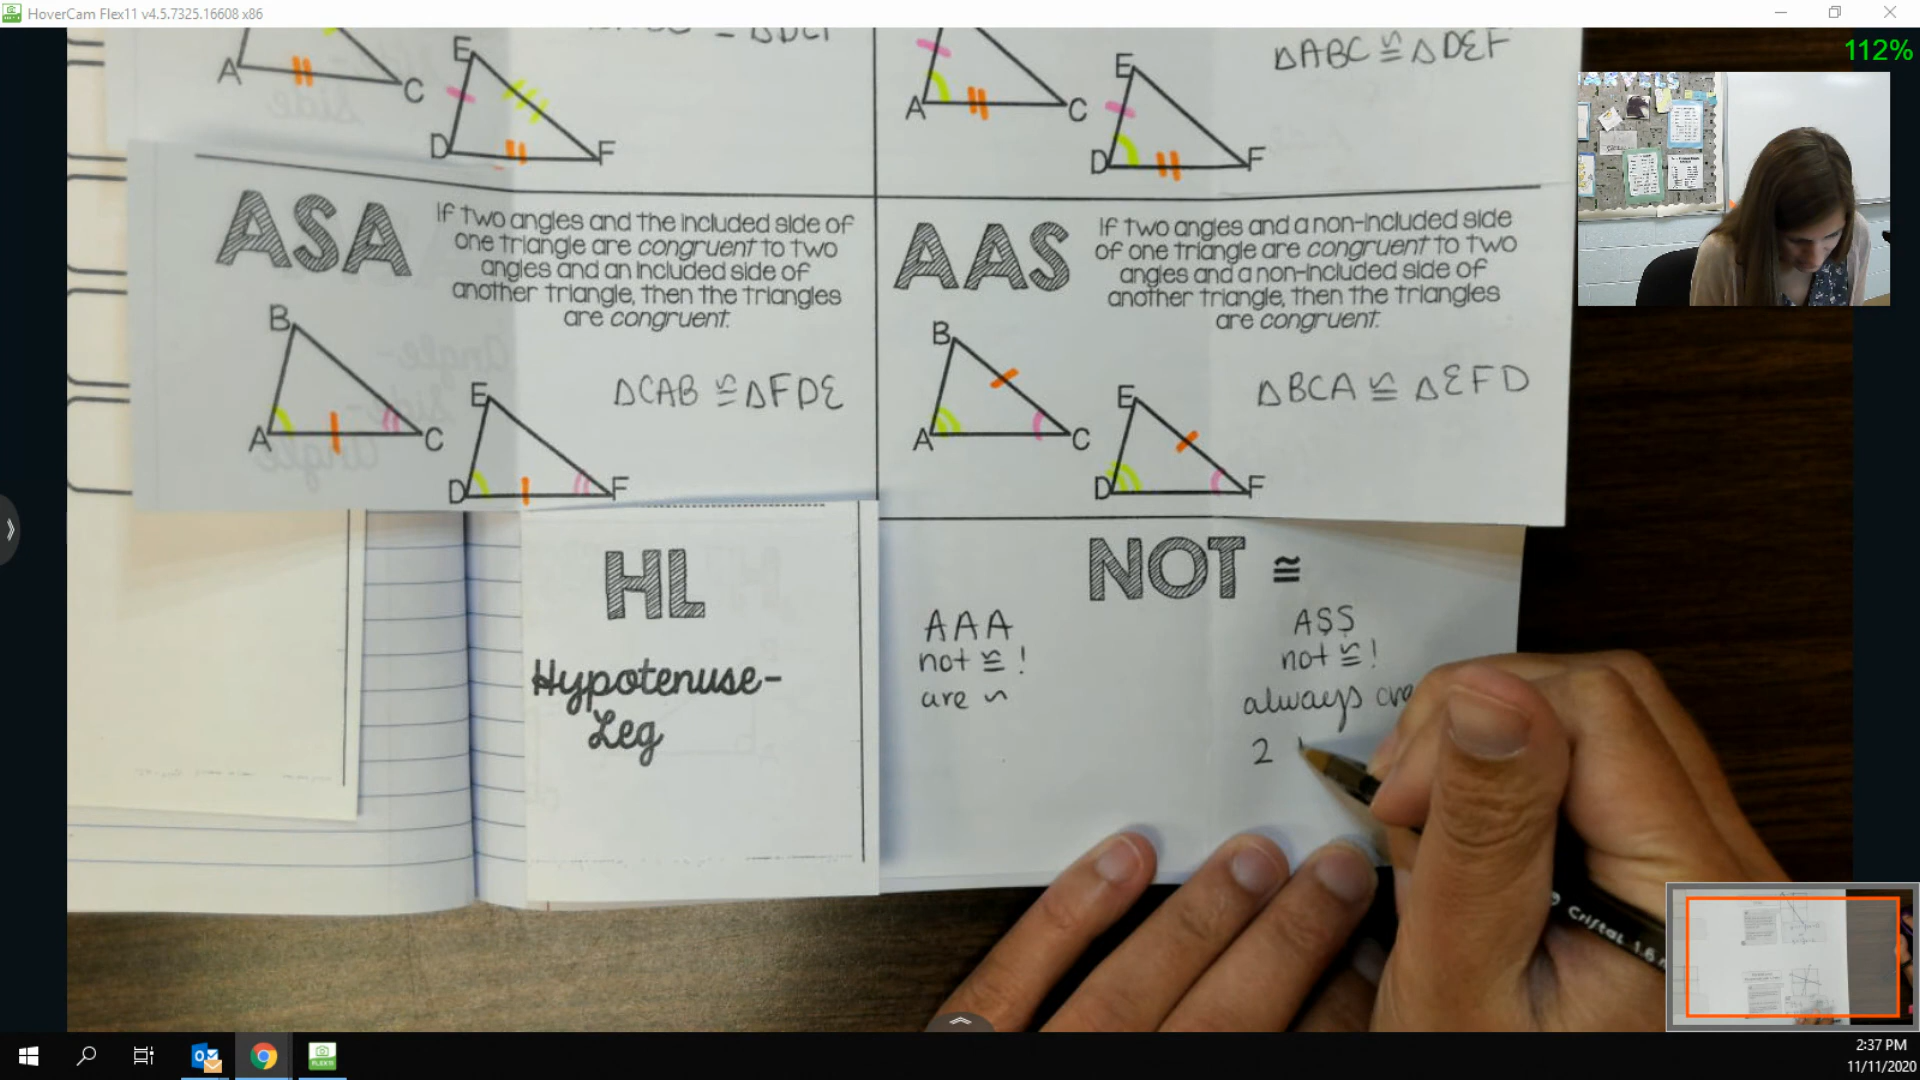 HoverCam Flex11 v4.5.7325.16608 x86
112%
A
C
E
D
F
A
C
E
D
F
ΔABC ≅ ΔDEF
ASA
If two angles and the included side of
one triangle are congruent to two
angles and an included side of
another triangle, then the triangles
are congruent.
B
A
C
E
D
F
ΔCAB ≅ ΔFDE
AAS
If two angles and a non-included side
of one triangle are congruent to two
angles and a non-included side of
another triangle, then the triangles
are congruent.
B
A
C
E
D
F
ΔBCA ≅ ΔEFD
HL
Hypotenuse-
Leg
NOT ≅
AAA
not ≅ !
are ~
ASS
not ≅ !
always
2
Cristal 1.6
2:37 PM
11/11/2020